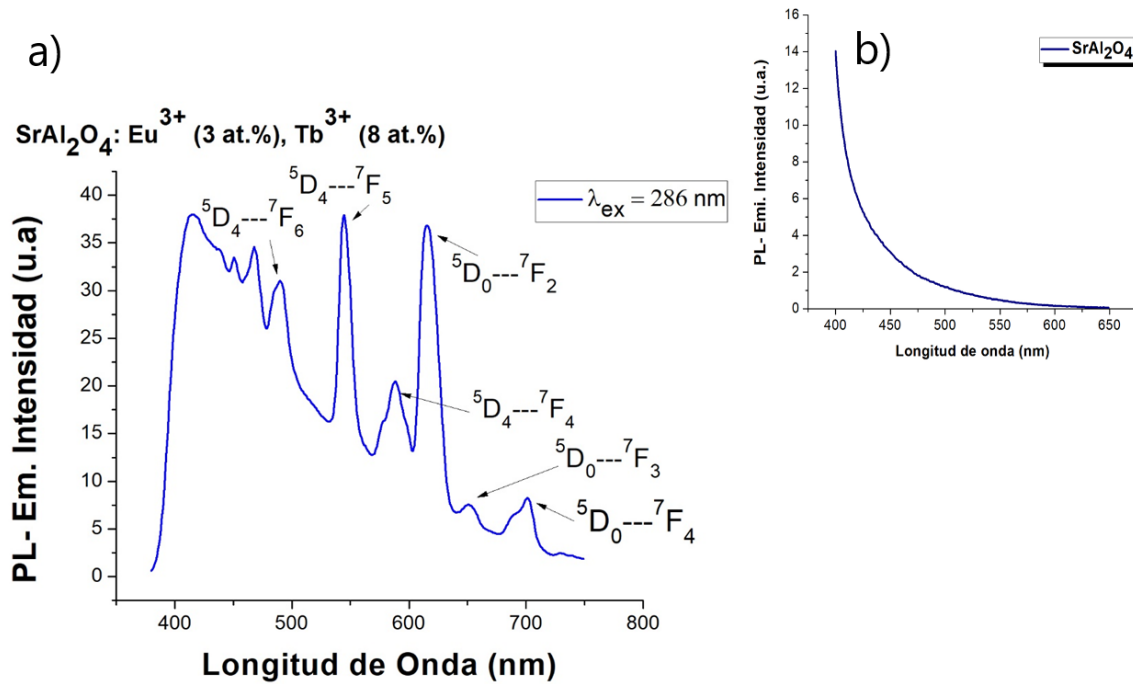 a)
SrAl₂O₄: Eu³⁺ (3 at.%), Tb³⁺ (8 at.%)
PL- Em. Intensidad (u.a)
40
35
30
25
20
15
10
5
0
400 500 600 700 800
Longitud de Onda (nm)
λex = 286 nm
⁵D₄---⁷F₆
⁵D₄---⁷F₅
⁵D₀---⁷F₂
⁵D₄---⁷F₄
⁵D₀---⁷F₃
⁵D₀---⁷F₄
b)
SrAl₂O₄
PL- Emi. Intensidad (u.a.)
16
14
12
10
8
6
4
2
0
400 450 500 550 600 650
Longitud de onda (nm)